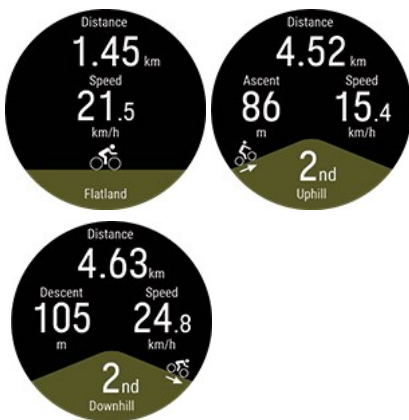 Distance
1.45 km
Speed
21.5
km/h
Flatland
Distance
4.52 km
Ascent Speed
86 15.4
m km/h
2nd
Uphill
Distance
4.63 km
Descent Speed
105 24.8
m km/h
2nd
Downhill